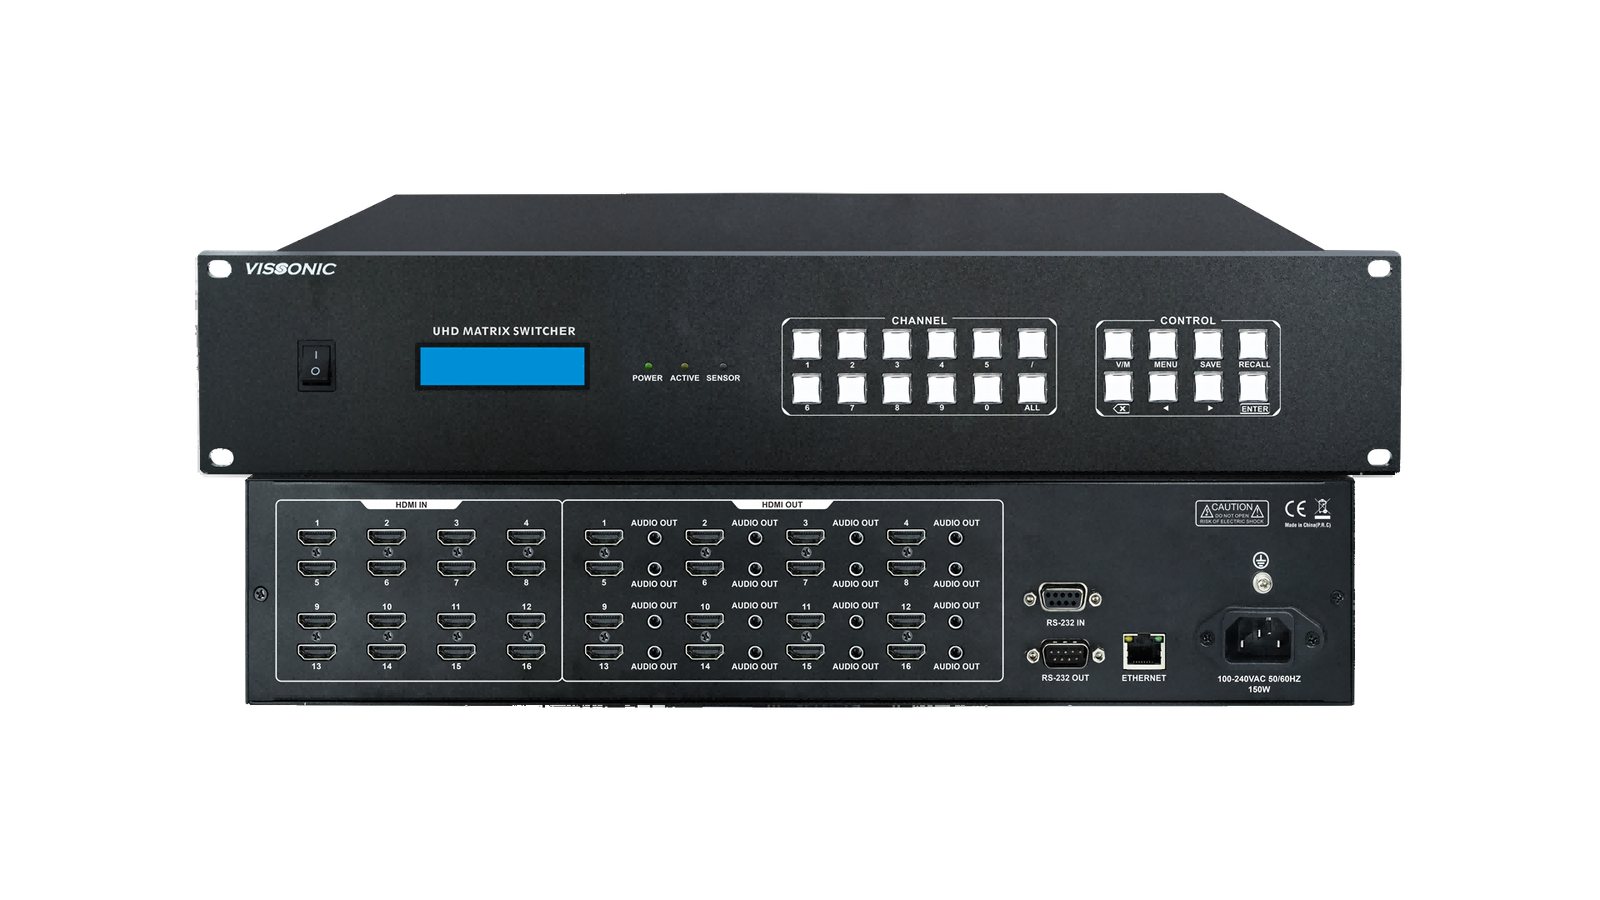 VISSONIC
UHD MATRIX SWITCHER
POWER ACTIVE SENSOR
CHANNEL
1 2 3 4 5 /
6 7 8 9 0 ALL
CONTROL
V/M MENU SAVE RECALL
ENTER
I
O
HDMI IN
1 2 3 4
5 6 7 8
9 10 11 12
13 14 15 16
HDMI OUT
1 AUDIO OUT 2 AUDIO OUT 3 AUDIO OUT 4 AUDIO OUT
5 AUDIO OUT 6 AUDIO OUT 7 AUDIO OUT 8 AUDIO OUT
9 AUDIO OUT 10 AUDIO OUT 11 AUDIO OUT 12 AUDIO OUT
13 AUDIO OUT 14 AUDIO OUT 15 AUDIO OUT 16 AUDIO OUT
RS-232 IN
RS-232 OUT
ETHERNET
CAUTION
DO NOT OPEN
RISK OF ELECTRIC SHOCK
CE
Made in China(P.R.C)
100-240VAC 50/60HZ
150W